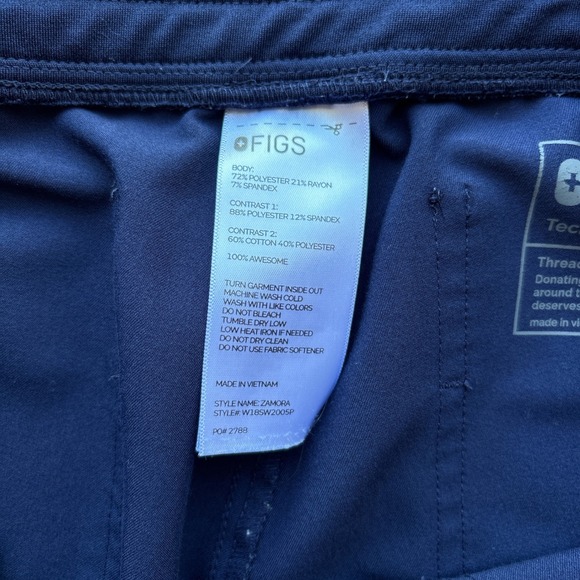 FIGS
BODY:
72% POLYESTER 21% RAYON
7% SPANDEX
CONTRAST 1:
88% POLYESTER 12% SPANDEX
CONTRAST 2:
60% COTTON 40% POLYESTER
100% AWESOME
TURN GARMENT INSIDE OUT
MACHINE WASH COLD
WASH WITH LIKE COLORS
DO NOT BLEACH
TUMBLE DRY LOW
LOW HEAT IRON IF NEEDED
DO NOT DRY CLEAN
DO NOT USE FABRIC SOFTENER
MADE IN VIETNAM
STYLE NAME: ZAMORA
STYLE#: W18SW2005P
PO# 2788
Tec
Threa
Donatin
around t
deserves
made in vi